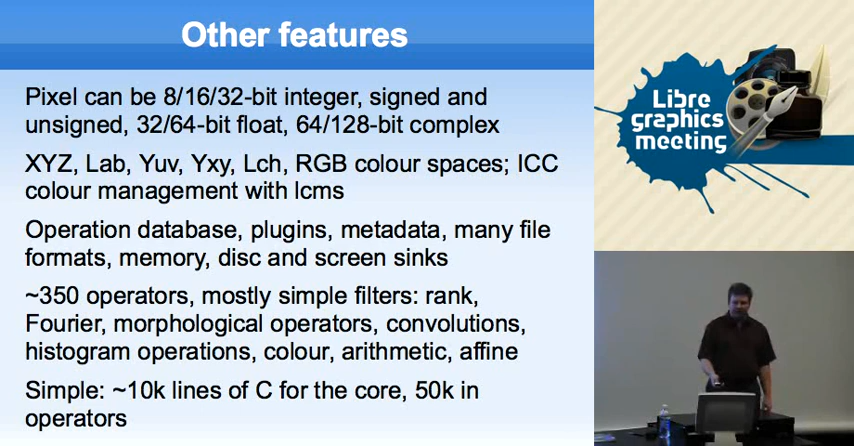 Other features
Pixel can be 8/16/32-bit integer, signed and
unsigned, 32/64-bit float, 64/128-bit complex
XYZ, Lab, Yuv, Yxy, Lch, RGB colour spaces; ICC
colour management with lcms
Operation database, plugins, metadata, many file
formats, memory, disc and screen sinks
~350 operators, mostly simple filters: rank,
Fourier, morphological operators, convolutions,
histogram operations, colour, arithmetic, affine
Simple: ~10k lines of C for the core, 50k in
operators
Libre
graphics
meeting